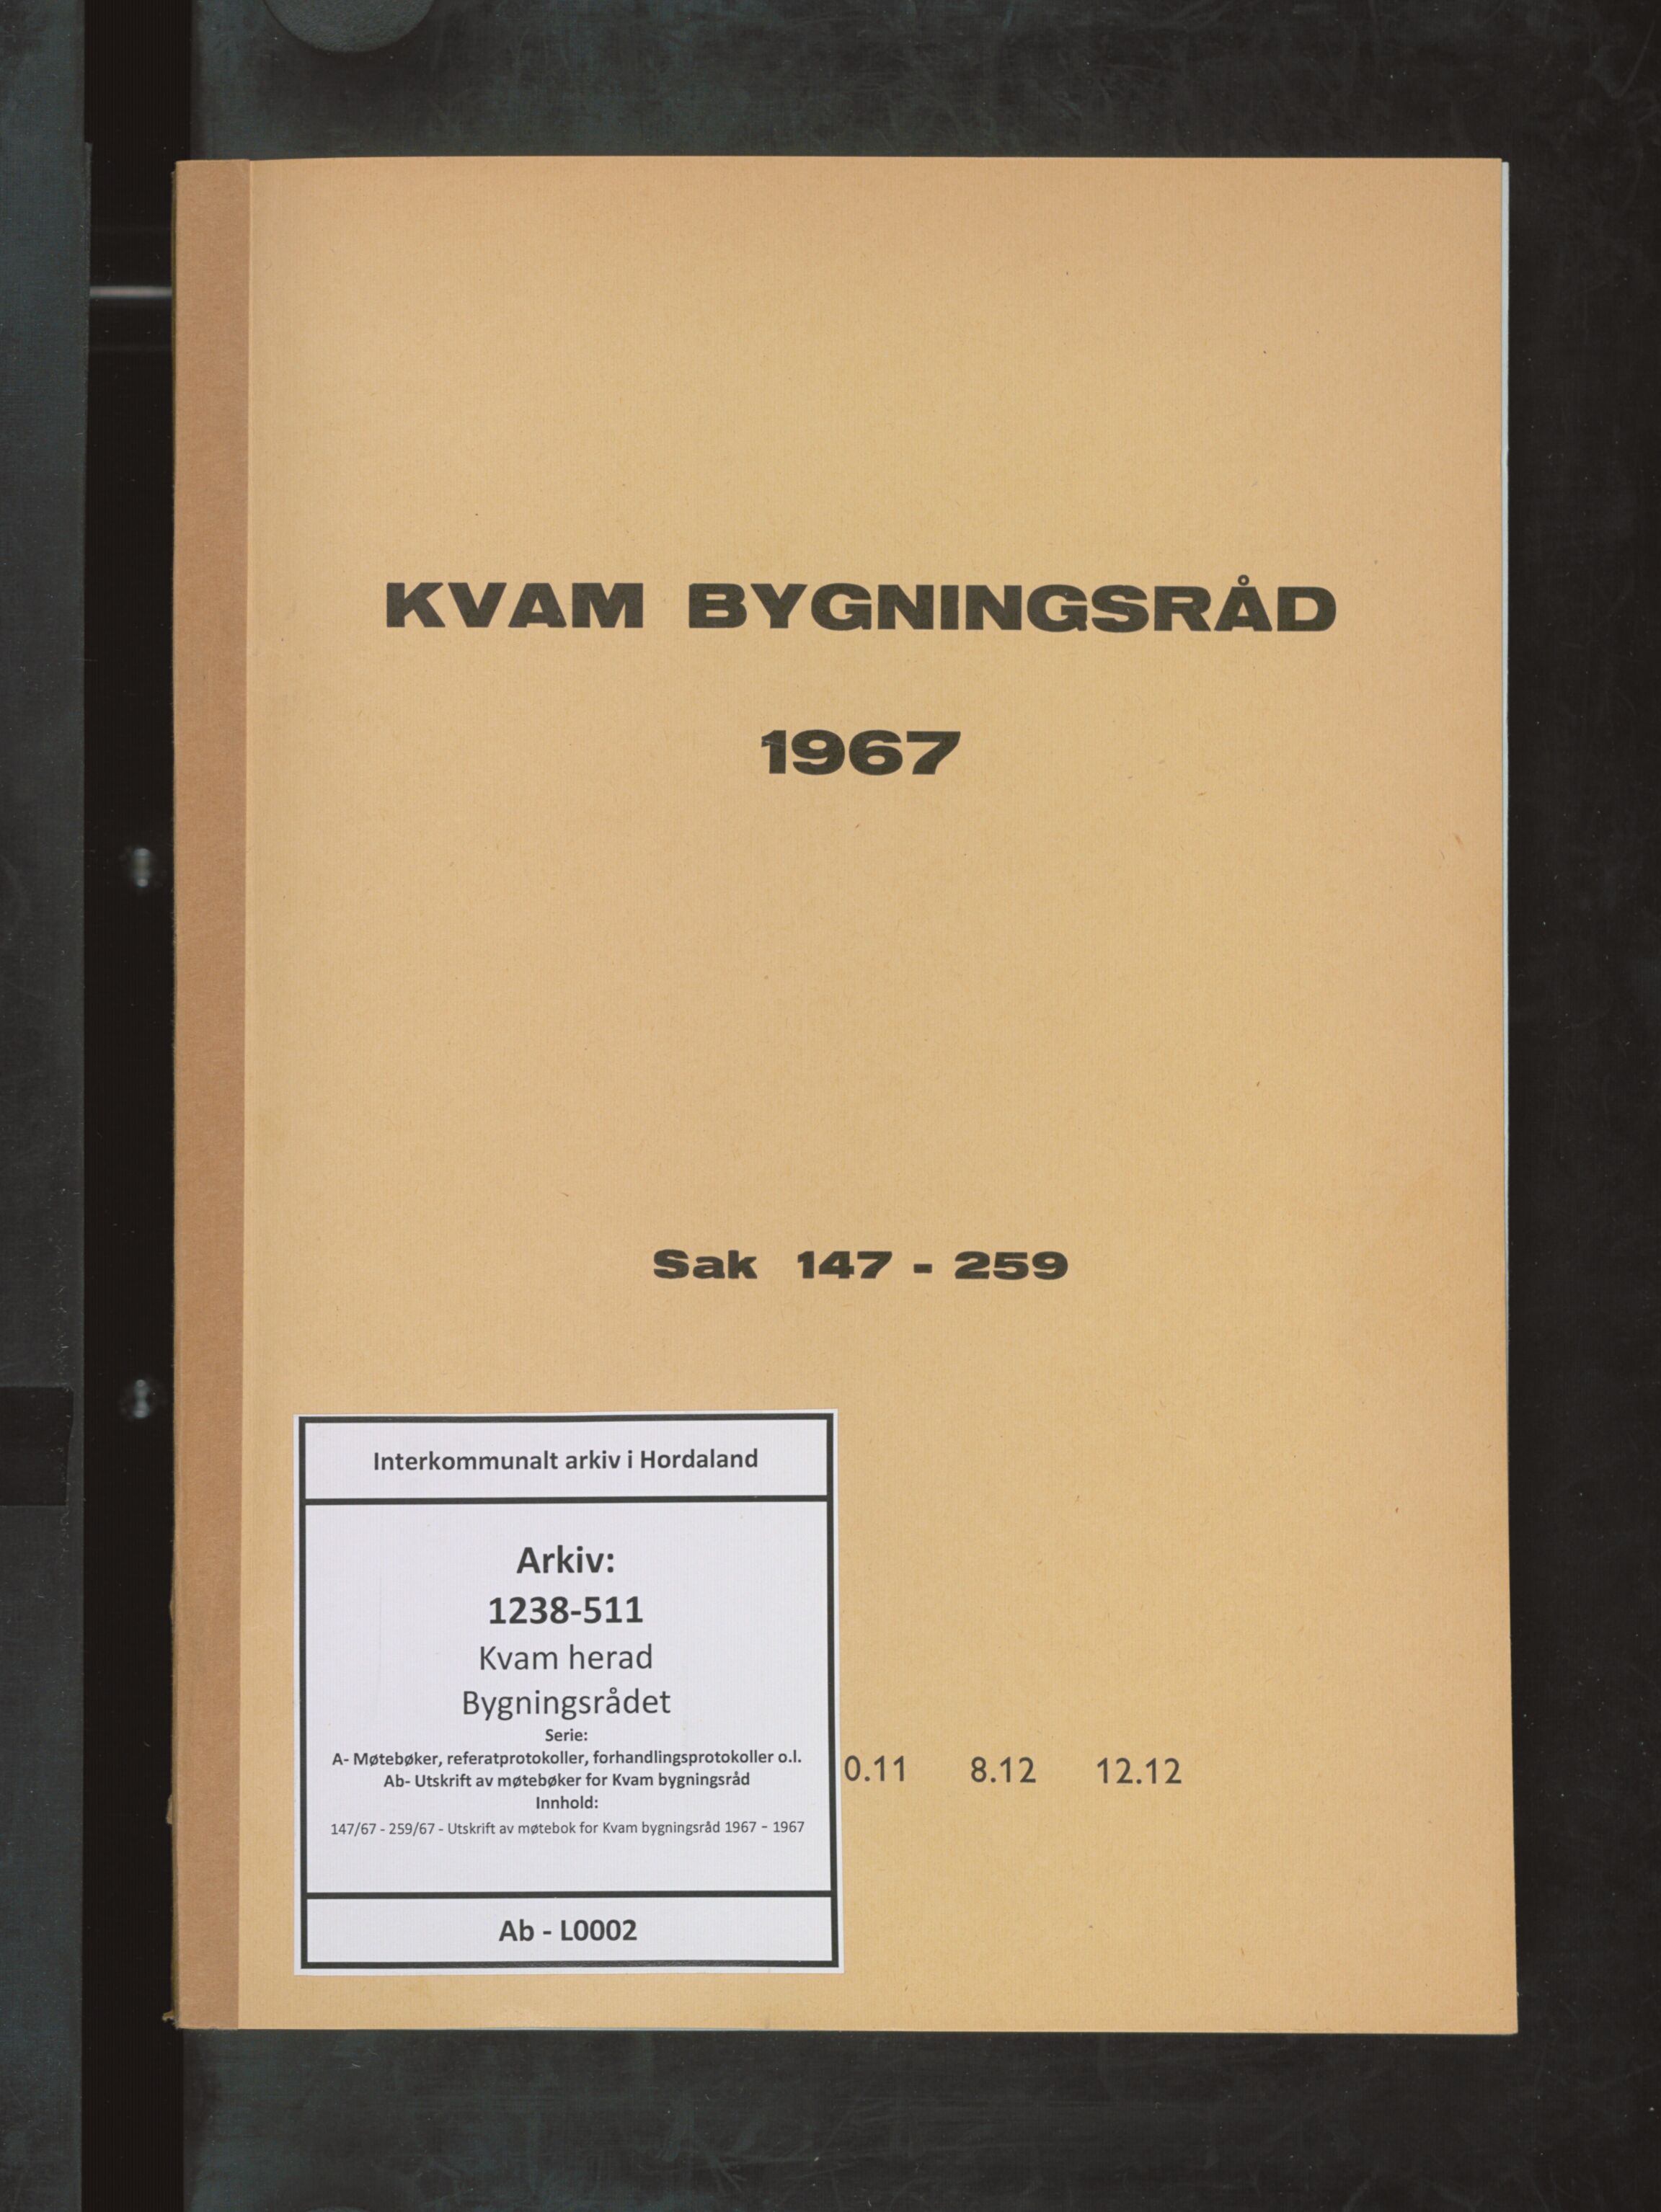 KVAM BYGNINGSRÅD
1967
Sak 147 - 259
Interkommunalt arkiv i Hordaland
Arkiv:
1238-511
Kvam herad
Bygningsrådet
Serie:
A- Møtebøker, referatprotokoller, forhandlingsprotokoller o.l.
Ab- Utskrift av møtebøker for Kvam bygningsråd
Innhold:
147/67 - 259/67 - Utskrift av møtebok for Kvam bygningsråd 1967 - 1967
Ab - L0002
0.11 8.12 12.12